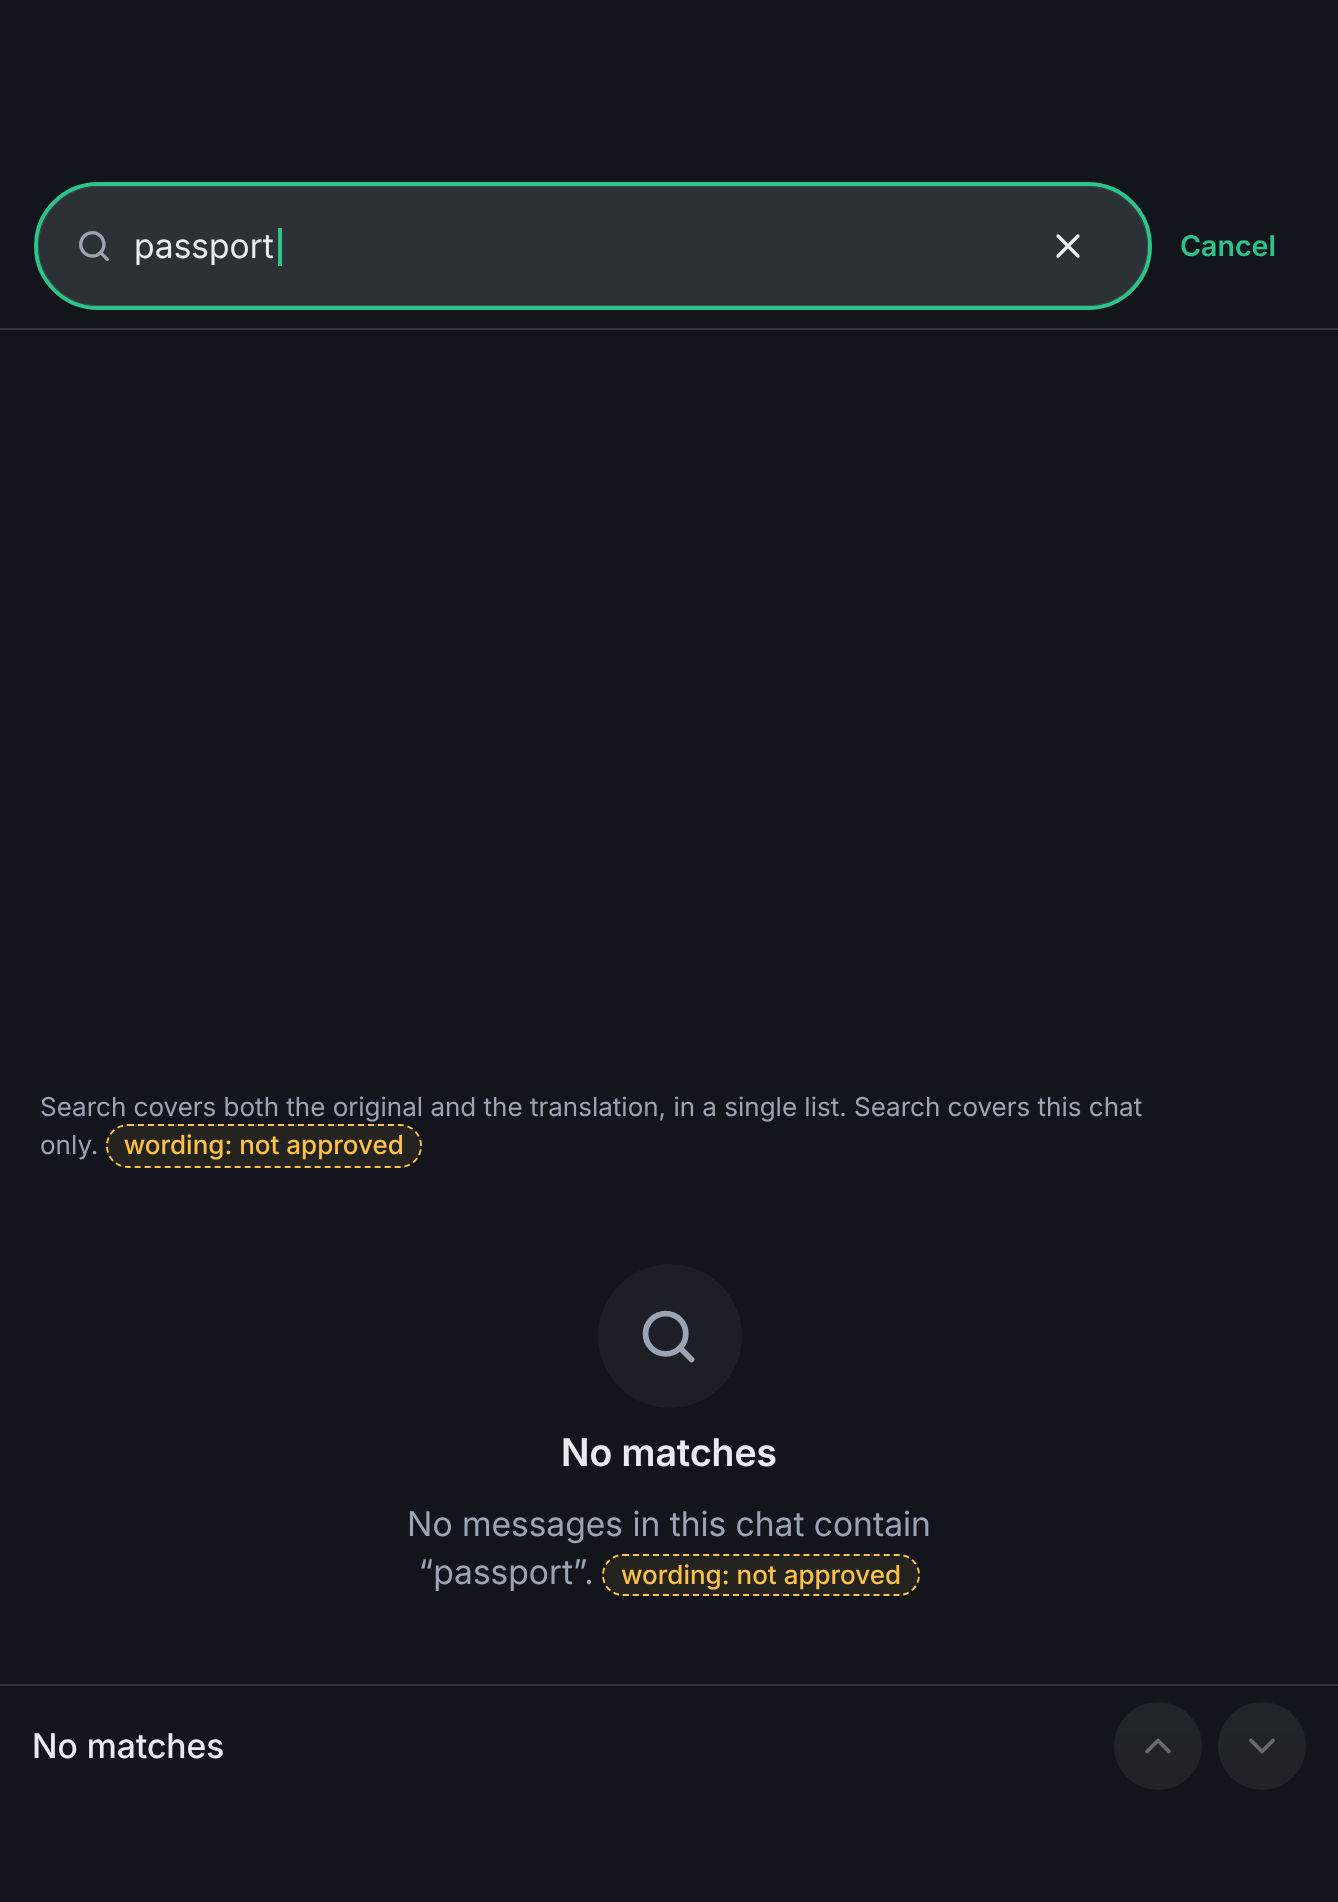 passport
Cancel
Search covers both the original and the translation, in a single list. Search covers this chat
only. wording: not approved
No matches
No messages in this chat contain
“passport”. wording: not approved
No matches